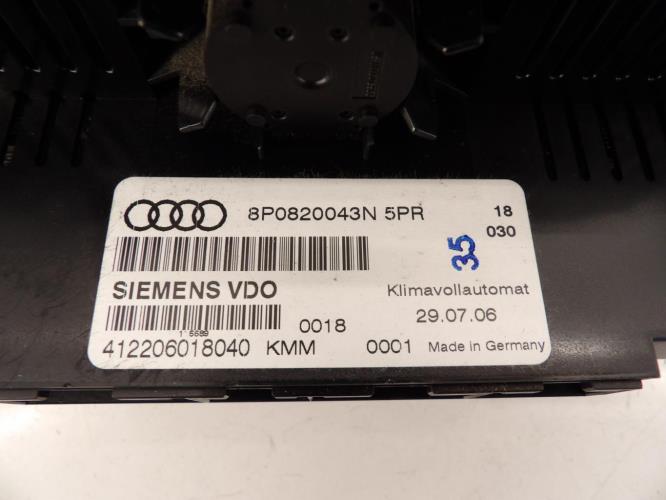 8P0820043N 5PR 18
030
35
SIEMENS VDO Klimavollautomat
0018 29.07.06
412206018040 KMM 0001 Made in Germany